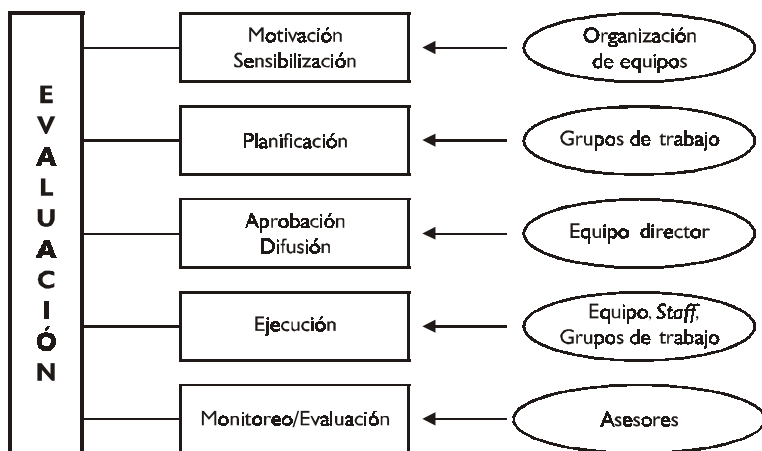 EVALUACIÓN
Motivación
Sensibilización
Organización
de equipos
Planificación
Grupos de trabajo
Aprobación
Difusión
Equipo director
Ejecución
Equipo, Staff,
Grupos de trabajo
Monitoreo/Evaluación
Asesores